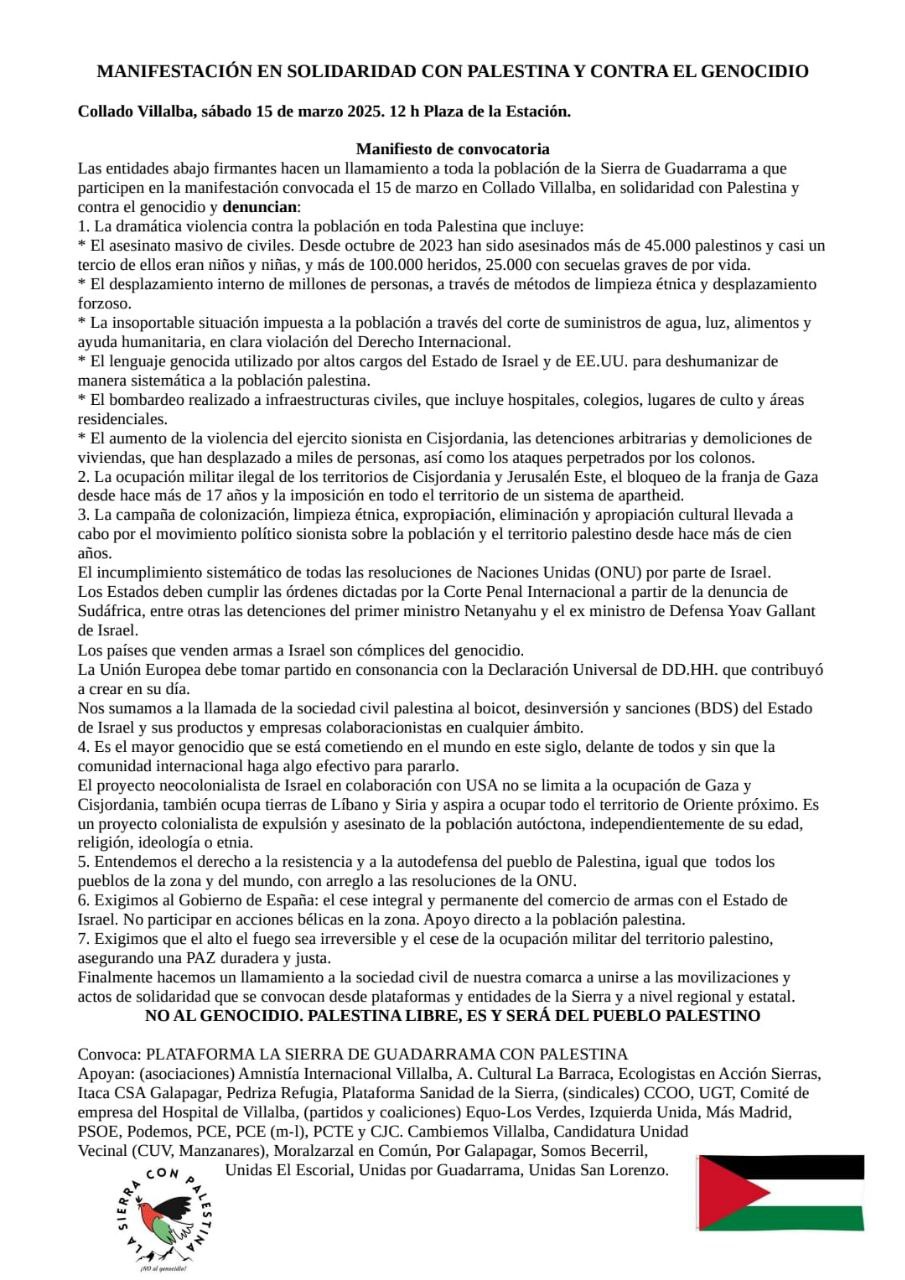 MANIFESTACIÓN EN SOLIDARIDAD CON PALESTINA Y CONTRA EL GENOCIDIO
Collado Villalba, sábado 15 de marzo 2025. 12 h Plaza de la Estación.
Manifiesto de convocatoria
Las entidades abajo firmantes hacen un llamamiento a toda la población de la Sierra de Guadarrama a que
participen en la manifestación convocada el 15 de marzo en Collado Villalba, en solidaridad con Palestina y
contra el genocidio y denuncian:
1. La dramática violencia contra la población en toda Palestina que incluye:
* El asesinato masivo de civiles. Desde octubre de 2023 han sido asesinados más de 45.000 palestinos y casi un
tercio de ellos eran niños y niñas, y más de 100.000 heridos, 25.000 con secuelas graves de por vida.
* El desplazamiento interno de millones de personas, a través de métodos de limpieza étnica y desplazamiento
forzoso.
* La insoportable situación impuesta a la población a través del corte de suministros de agua, luz, alimentos y
ayuda humanitaria, en clara violación del Derecho Internacional.
* El lenguaje genocida utilizado por altos cargos del Estado de Israel y de EE.UU. para deshumanizar de
manera sistemática a la población palestina.
* El bombardeo realizado a infraestructuras civiles, que incluye hospitales, colegios, lugares de culto y áreas
residenciales.
* El aumento de la violencia del ejercito sionista en Cisjordania, las detenciones arbitrarias y demoliciones de
viviendas, que han desplazado a miles de personas, así como los ataques perpetrados por los colonos.
2. La ocupación militar ilegal de los territorios de Cisjordania y Jerusalén Este, el bloqueo de la franja de Gaza
desde hace más de 17 años y la imposición en todo el territorio de un sistema de apartheid.
3. La campaña de colonización, limpieza étnica, expropiación, eliminación y apropiación cultural llevada a
cabo por el movimiento político sionista sobre la población y el territorio palestino desde hace más de cien
años.
El incumplimiento sistemático de todas las resoluciones de Naciones Unidas (ONU) por parte de Israel.
Los Estados deben cumplir las órdenes dictadas por la Corte Penal Internacional a partir de la denuncia de
Sudáfrica, entre otras las detenciones del primer ministro Netanyahu y el ex ministro de Defensa Yoav Gallant
de Israel.
Los países que venden armas a Israel son cómplices del genocidio.
La Unión Europea debe tomar partido en consonancia con la Declaración Universal de DD.HH. que contribuyó
a crear en su día.
Nos sumamos a la llamada de la sociedad civil palestina al boicot, desinversión y sanciones (BDS) del Estado
de Israel y sus productos y empresas colaboracionistas en cualquier ámbito.
4. Es el mayor genocidio que se está cometiendo en el mundo en este siglo, delante de todos y sin que la
comunidad internacional haga algo efectivo para pararlo.
El proyecto neocolonialista de Israel en colaboración con USA no se limita a la ocupación de Gaza y
Cisjordania, también ocupa tierras de Líbano y Siria y aspira a ocupar todo el territorio de Oriente próximo. Es
un proyecto colonialista de expulsión y asesinato de la población autóctona, independientemente de su edad,
religión, ideología o etnia.
5. Entendemos el derecho a la resistencia y a la autodefensa del pueblo de Palestina, igual que todos los
pueblos de la zona y del mundo, con arreglo a las resoluciones de la ONU.
6. Exigimos al Gobierno de España: el cese integral y permanente del comercio de armas con el Estado de
Israel. No participar en acciones bélicas en la zona. Apoyo directo a la población palestina.
7. Exigimos que el alto el fuego sea irreversible y el cese de la ocupación militar del territorio palestino,
asegurando una PAZ duradera y justa.
Finalmente hacemos un llamamiento a la sociedad civil de nuestra comarca a unirse a las movilizaciones y
actos de solidaridad que se convocan desde plataformas y entidades de la Sierra y a nivel regional y estatal.
NO AL GENOCIDIO. PALESTINA LIBRE, ES Y SERÁ DEL PUEBLO PALESTINO
Convoca: PLATAFORMA LA SIERRA DE GUADARRAMA CON PALESTINA
Apoyan: (asociaciones) Amnistía Internacional Villalba, A. Cultural La Barraca, Ecologistas en Acción Sierras,
Itaca CSA Galapagar, Pedriza Refugia, Plataforma Sanidad de la Sierra, (sindicales) CCOO, UGT, Comité de
empresa del Hospital de Villalba, (partidos y coaliciones) Equo-Los Verdes, Izquierda Unida, Más Madrid,
PSOE, Podemos, PCE, PCE (m-l), PCTE y CJC. Cambiemos Villalba, Candidatura Unidad
Vecinal (CUV, Manzanares), Moralzarzal en Común, Por Galapagar, Somos Becerril,
Unidas El Escorial, Unidas por Guadarrama, Unidas San Lorenzo.
LA SIERRA CON PALESTINA
¡NO al genocidio!